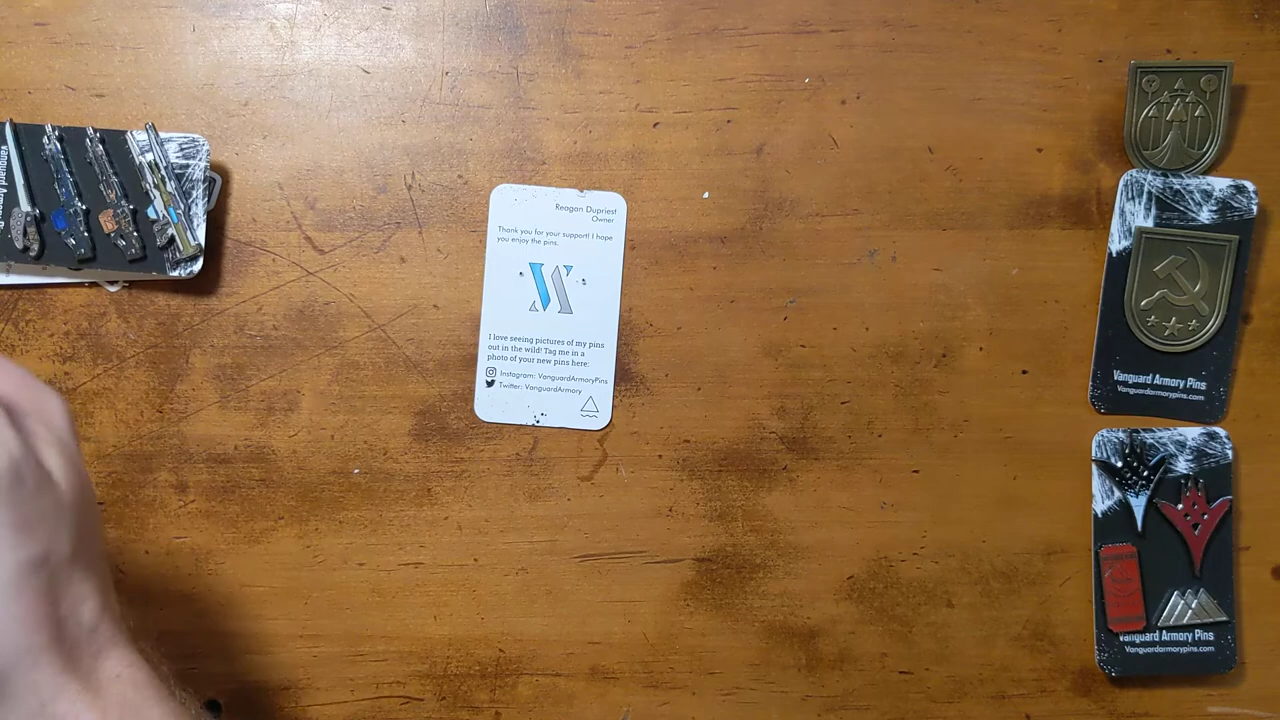 Vanguard Armory
Reagan Dupriest
Owner
Thank you for your support! I hope
you enjoy the pins.
I love seeing pictures of my pins
out in the wild! Tag me in a
photo of your new pins here:
Instagram: VanguardArmoryPins
Twitter: VanguardArmory
Vanguard Armory Pins
Vanguardarmorypins.com
Vanguard Armory Pins
Vanguardarmorypins.com